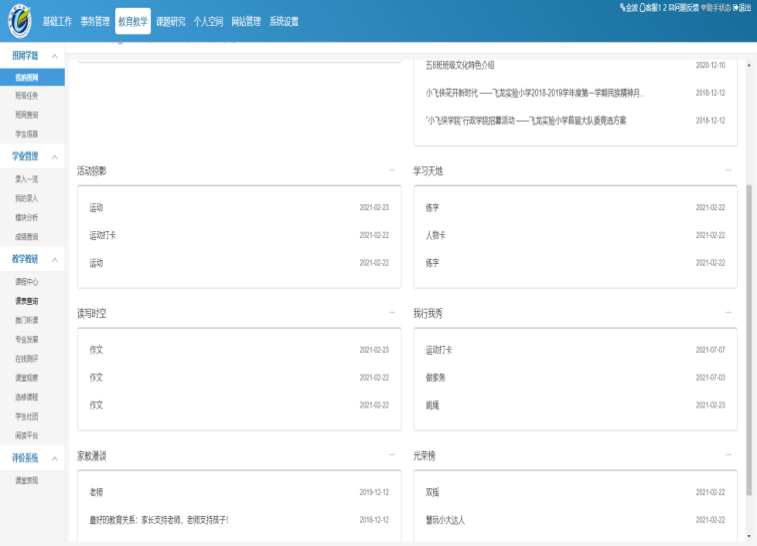 基础工作 事务管理 教育教学 课题研究 个人空间 网站管理 系统设置
问题反馈 助手状态 退出
班网学籍
我的班网
班级任务
班网查询
学生信息
学业管理
录入一览
我的录入
模块分析
成绩查询
教学教研
课程中心
课表查询
推门听课
专业发展
在线测评
课堂观察
选修课程
学生社团
阅读平台
评价系统
课堂表现
五8班班级文化特色介绍 2020-12-10
小飞侠花开新时代 ——飞龙实验小学2018-2019学年度第一学期民族精神月... 2018-12-12
“小飞侠学院”行政学院招募活动 ——飞龙实验小学首届大队委竞选方案 2018-12-12
活动掠影 ...
运动 2021-02-23
运动打卡 2021-02-22
运动 2021-02-22
学习天地 ...
练字 2021-02-22
人物卡 2021-02-22
练字 2021-02-22
读写时空 ...
作文 2021-02-23
作文 2021-02-22
作文 2021-02-22
我行我秀 ...
运动打卡 2021-07-07
做家务 2021-07-03
跳绳 2021-02-23
家教漫谈 ...
老师 2019-12-12
最好的教育关系：家长支持老师，老师支持孩子！ 2018-12-12
光荣榜 ...
双摇 2021-02-22
慧玩小大达人 2021-02-22